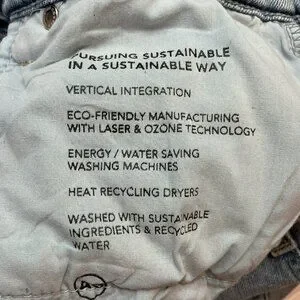 PURSUING SUSTAINABLE
IN A SUSTAINABLE WAY
VERTICAL INTEGRATION
ECO-FRIENDLY MANUFACTURING
WITH LASER & OZONE TECHNOLOGY
ENERGY / WATER SAVING
WASHING MACHINES
HEAT RECYCLING DRYERS
WASHED WITH SUSTAINABLE
INGREDIENTS & RECYCLED
WATER